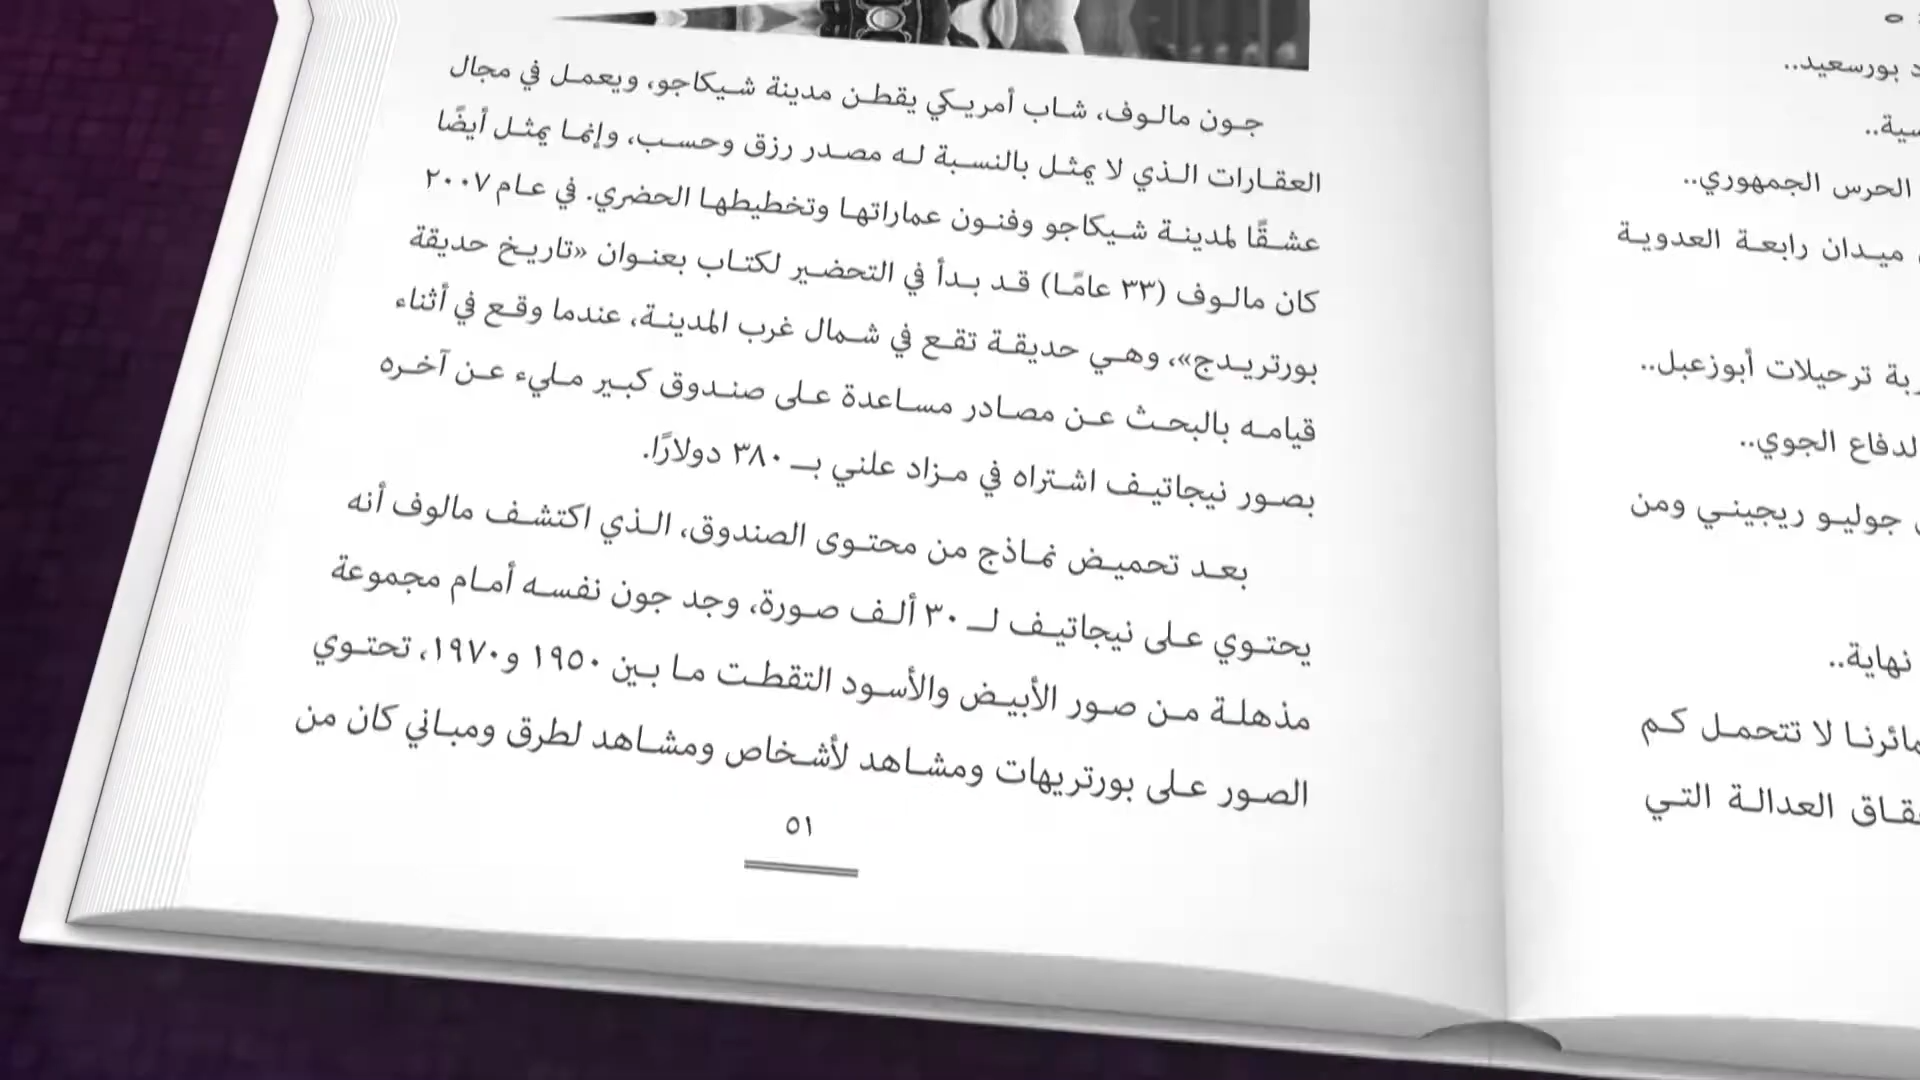 بورسعيد..
الحرس الجمهوري..
ميدان رابعة العدوية
ترحيلات أبوزعبل..
الدفاع الجوي..
جوليو ريجيني ومن
نهاية..
لا تتحمل كم
العدالة التي
جون مالوف، شاب أمريكي يقطن مدينة شيكاجو، ويعمل في مجال
العقارات الذي لا يمثل بالنسبة له مصدر رزق وحسب، وإنما يمثل أيضًا
عشقًا لمدينة شيكاجو وفنون عماراتها وتخطيطها الحضري. في عام ٢٠٠٧
كان مالوف (٣٣ عامًا) قد بدأ في التحضير لكتاب بعنوان «تاريخ حديقة
بورتريدج»، وهي حديقة تقع في شمال غرب المدينة، عندما وقع في أثناء
قيامه بالبحث عن مصادر مساعدة على صندوق كبير مليء عن آخره
بصور نيجاتيف اشتراه في مزاد علني بـ ٣٨٠ دولارًا.
بعد تحميض نماذج من محتوى الصندوق، الذي اكتشف مالوف أنه
يحتوي على نيجاتيف لـ ٣٠ ألف صورة، وجد جون نفسه أمام مجموعة
مذهلة من صور الأبيض والأسود التقطت ما بين ١٩٥٠ و١٩٧٠، تحتوي
الصور على بورتريهات ومشاهد لأشخاص ومشاهد لطرق ومباني كان من
٥١